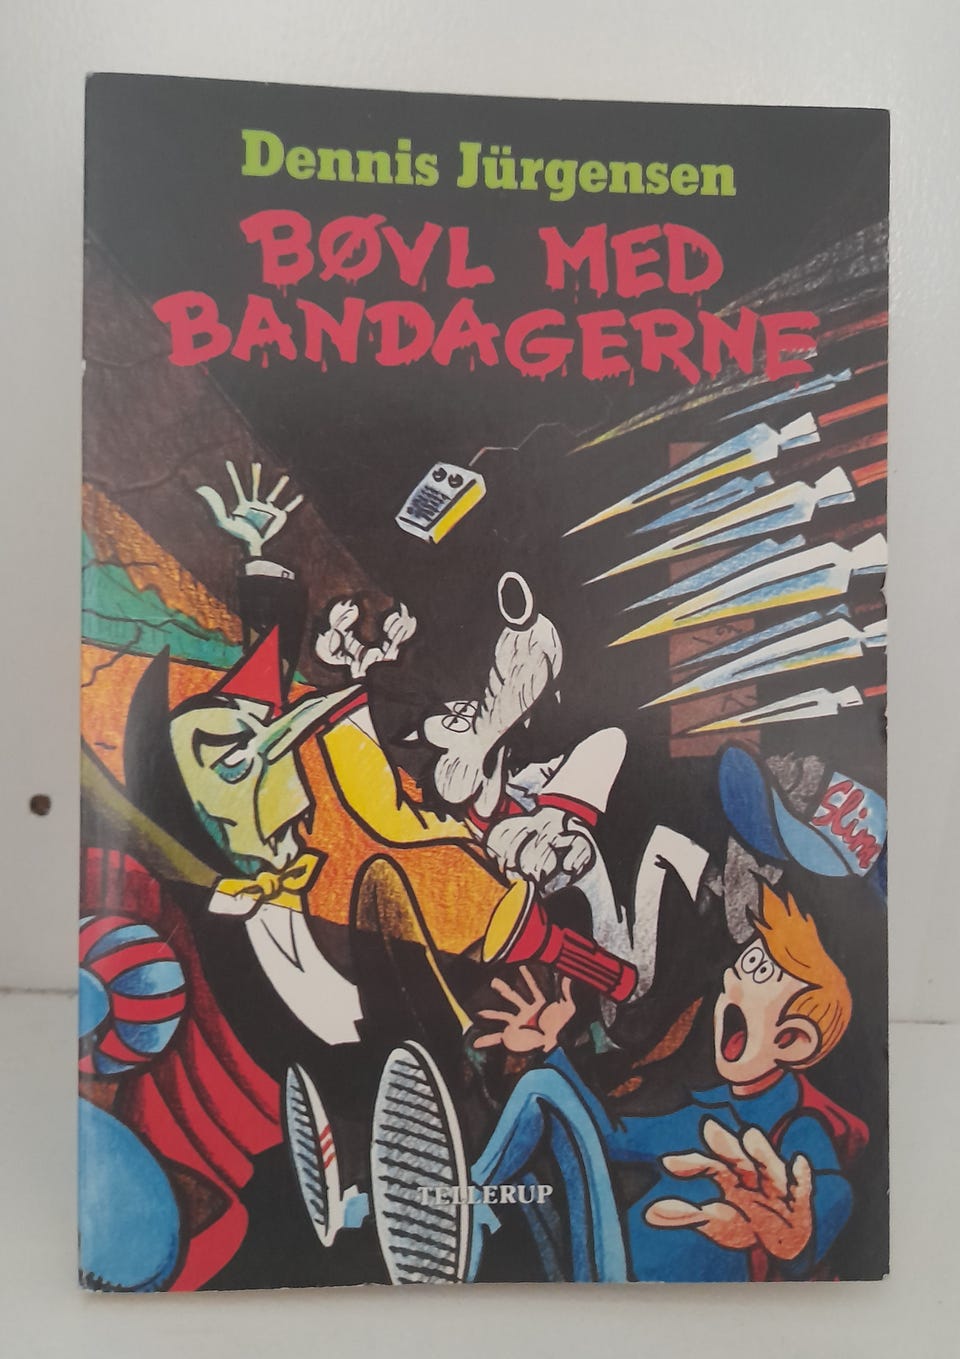 Dennis Jürgensen
BØVL MED
BANDAGERNE
Slim
TELLERUP